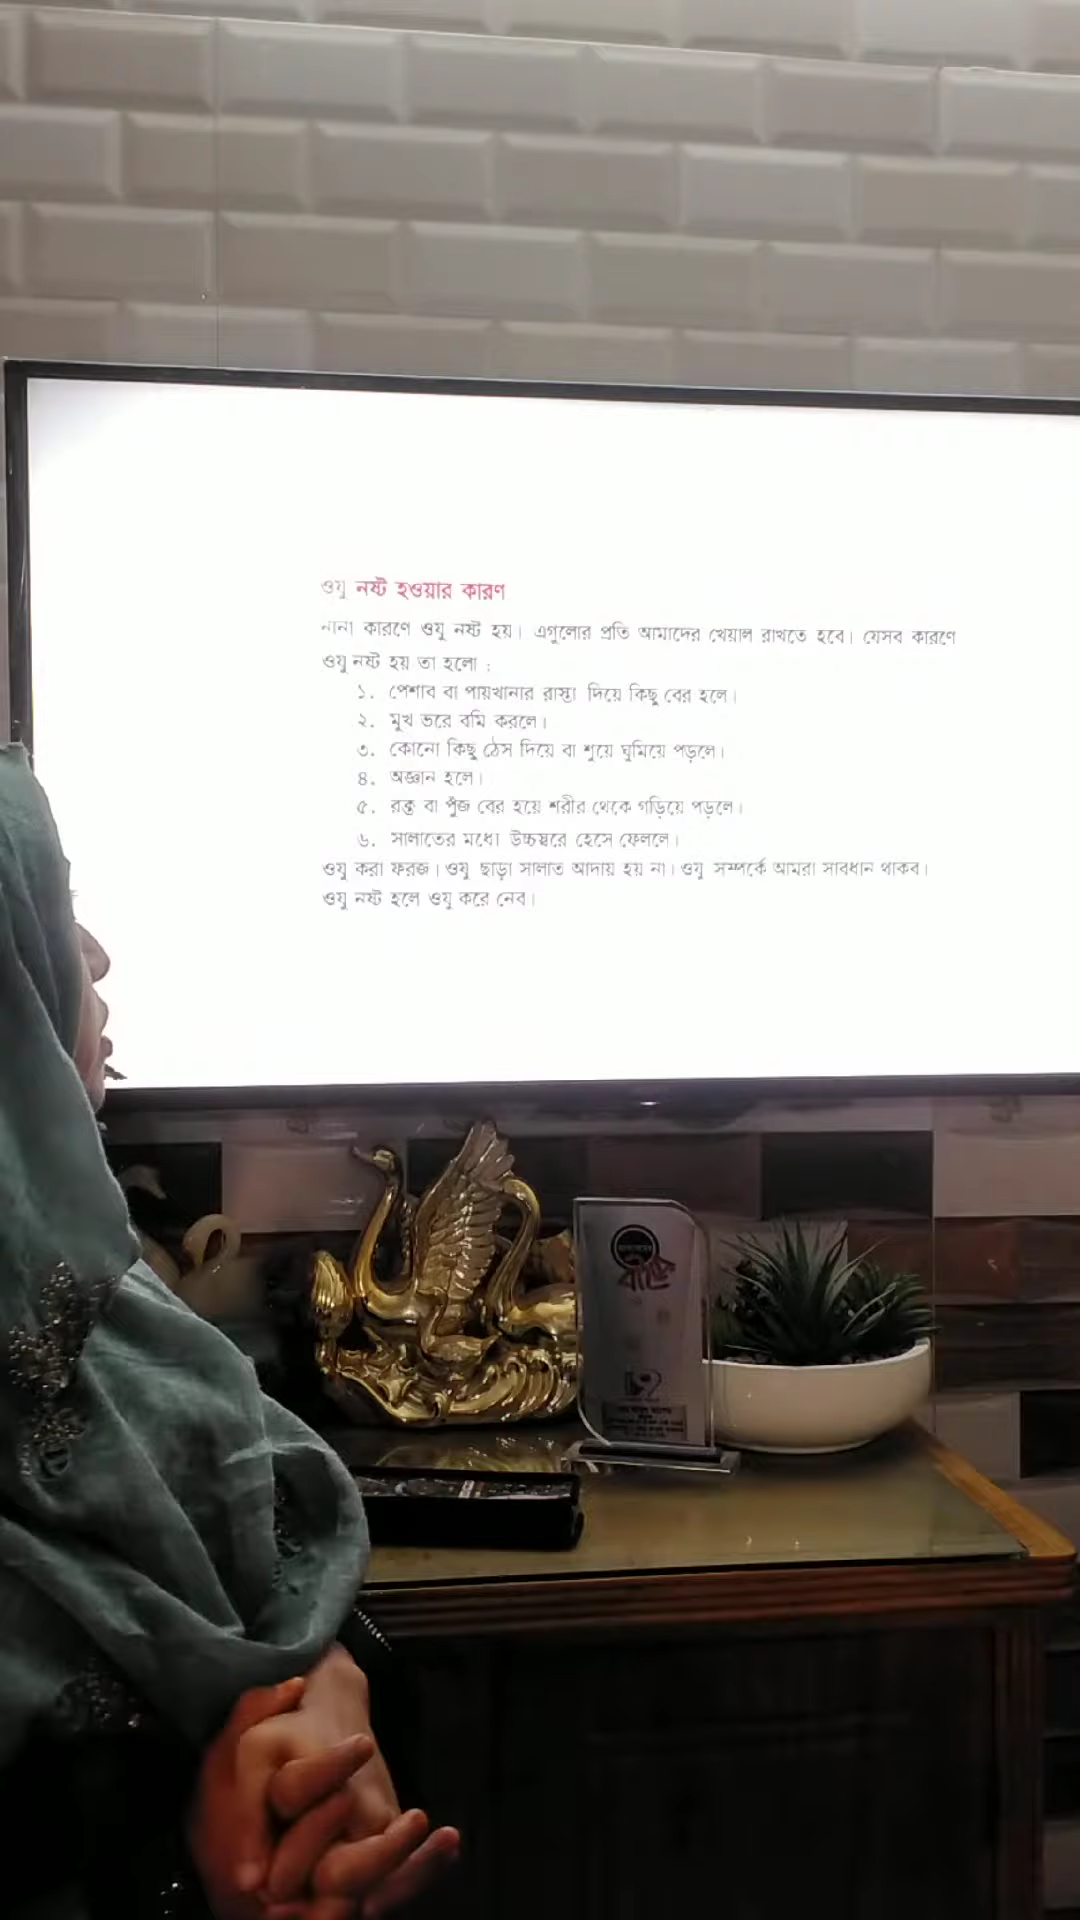 ওযু নষ্ট হওয়ার কারণ
নানা কারণে ওযু নষ্ট হয়। এগুলোর প্রতি আমাদের খেয়াল রাখতে হবে। যেসব কারণে
ওযু নষ্ট হয় তা হলো :
১. পেশাব বা পায়খানার রাস্তা দিয়ে কিছু বের হলে।
২. মুখ ভরে বমি করলে।
৩. কোনো কিছু ঠেস দিয়ে বা শুয়ে ঘুমিয়ে পড়লে।
৪. অজ্ঞান হলে।
৫. রক্ত বা পুঁজ বের হয়ে শরীর থেকে গড়িয়ে পড়লে।
৬. সালাতের মধ্যে উচ্চস্বরে হেসে ফেললে।
ওযু করা ফরজ। ওযু ছাড়া সালাত আদায় হয় না। ওযু সম্পর্কে আমরা সাবধান থাকব।
ওযু নষ্ট হলে ওযু করে নেব।